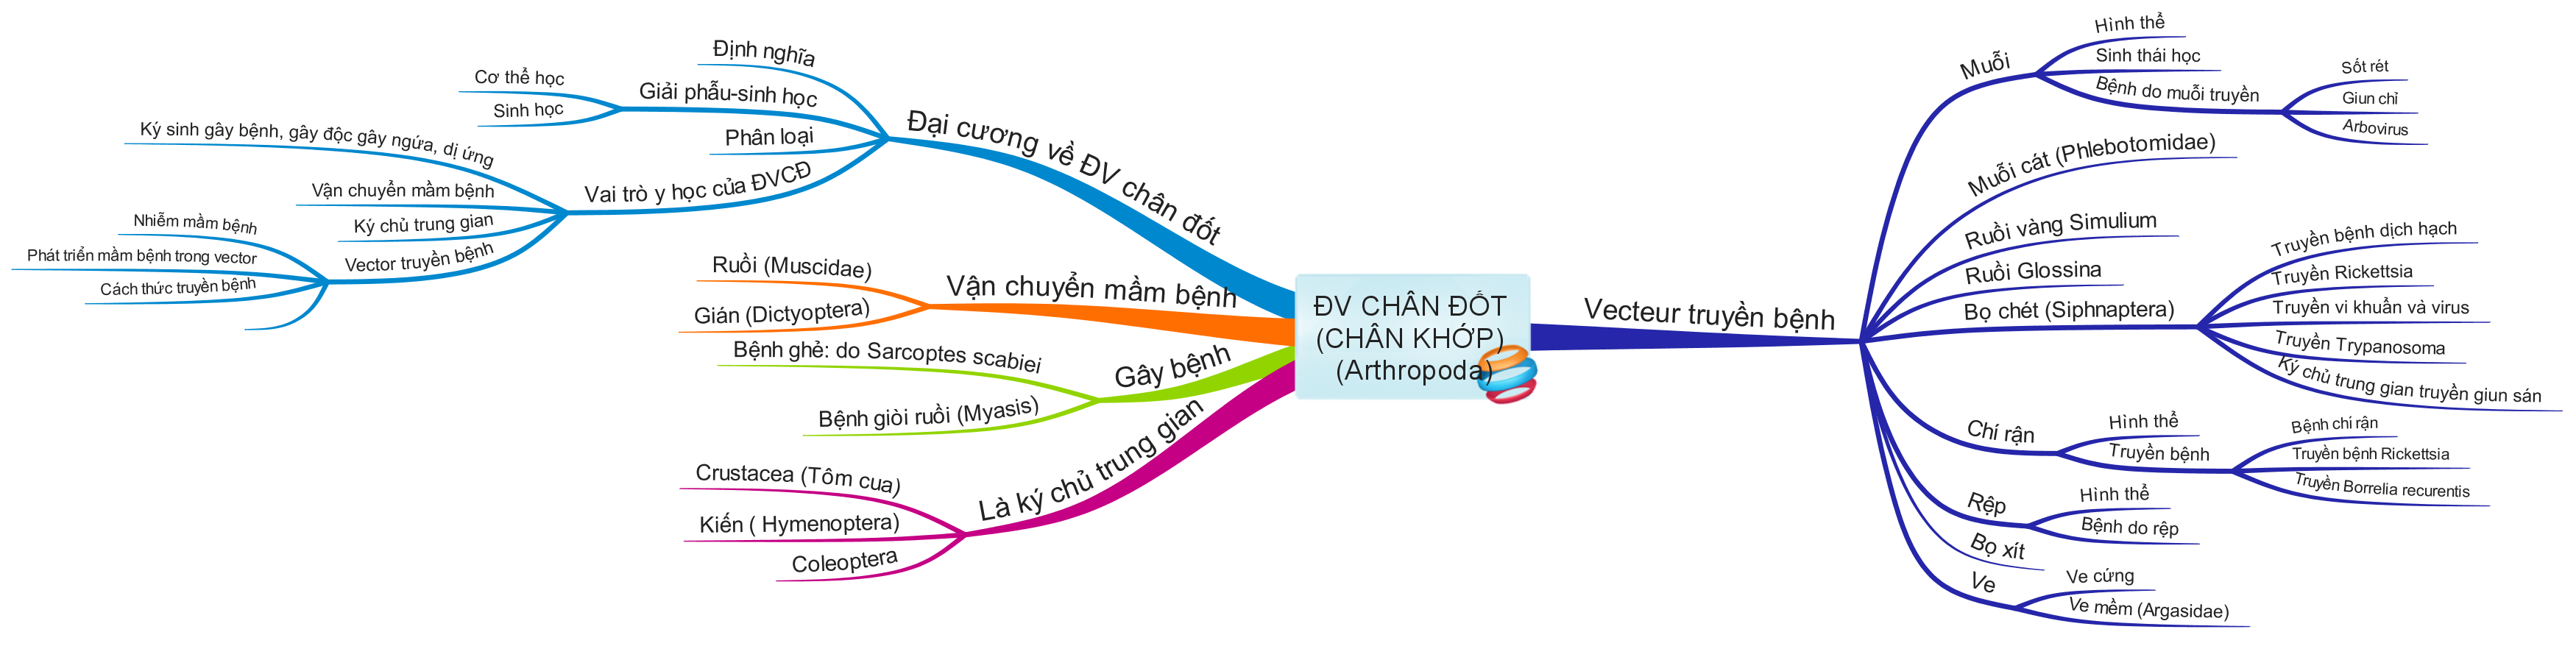 ĐV CHÂN ĐỐT
(CHÂN KHỚP)
(Arthropoda)
Đại cương về ĐV chân đốt
Định nghĩa
Giải phẫu-sinh học
Cơ thể học
Sinh học
Phân loại
Vai trò y học của ĐVCĐ
Ký sinh gây bệnh, gây độc gây ngứa, dị ứng
Vận chuyển mầm bệnh
Ký chủ trung gian
Vector truyền bệnh
Nhiễm mầm bệnh
Phát triển mầm bệnh trong vector
Cách thức truyền bệnh
Vận chuyển mầm bệnh
Ruồi (Muscidae)
Gián (Dictyoptera)
Gây bệnh
Bệnh ghẻ: do Sarcoptes scabiei
Bệnh giòi ruồi (Myasis)
Là ký chủ trung gian
Crustacea (Tôm cua)
Kiến ( Hymenoptera)
Coleoptera
Vecteur truyền bệnh
Muỗi
Hình thể
Sinh thái học
Bệnh do muỗi truyền
Sốt rét
Giun chỉ
Arbovirus
Muỗi cát (Phlebotomidae)
Ruồi vàng Simulium
Ruồi Glossina
Bọ chét (Siphnaptera)
Truyền bệnh dịch hạch
Truyền Rickettsia
Truyền vi khuẩn và virus
Truyền Trypanosoma
Ký chủ trung gian truyền giun sán
Chí rận
Hình thể
Truyền bệnh
Bệnh chí rận
Truyền bệnh Rickettsia
Truyền Borrelia recurentis
Rệp
Hình thể
Bệnh do rệp
Bọ xít
Ve
Ve cứng
Ve mềm (Argasidae)